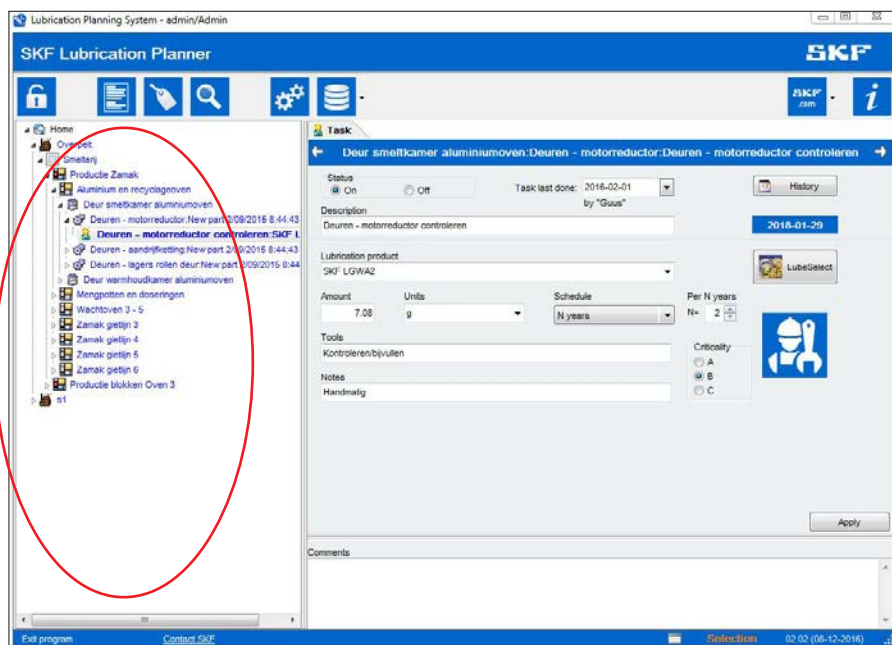 Lubrication Planning System - admin/Admin
SKF Lubrication Planner
SKF
SKF
.com
i
Home
Overpelt
Smelterij
Productie Zamak
Aluminium en recyclageoven
Deur smeltkamer aluminiumoven
Deuren - motorreductor:New part 2/09/2015 8:44:43
Deuren - motorreductor controleren:SKF L
Deuren - aandrijfketting:New part 2/09/2015 8:44:43
Deuren - lagers rollen deur:New part 2/09/2015 8:44
Deur warmhoudkamer aluminiumoven
Mengpotten en doseringen
Wachtoven 3 - 5
Zamak gietlijn 3
Zamak gietlijn 4
Zamak gietlijn 5
Zamak gietlijn 6
Productie blokken Oven 3
s1
Task
Deur smeltkamer aluminiumoven:Deuren - motorreductor:Deuren - motorreductor controleren
Status
On
Off
Task last done:
2016-02-01
by "Guus"
History
Description
Deuren - motorreductor controleren
2018-01-29
Lubrication product
SKF LGWA2
LubeSelect
Amount
Units
Schedule
Per N years
7.08
g
N years
N=
2
Tools
Kontroleren/bijvullen
Criticality
A
B
C
Notes
Handmatig
Apply
Comments
Exit program
Contact SKF
Selection
02.02 (08-12-2016)